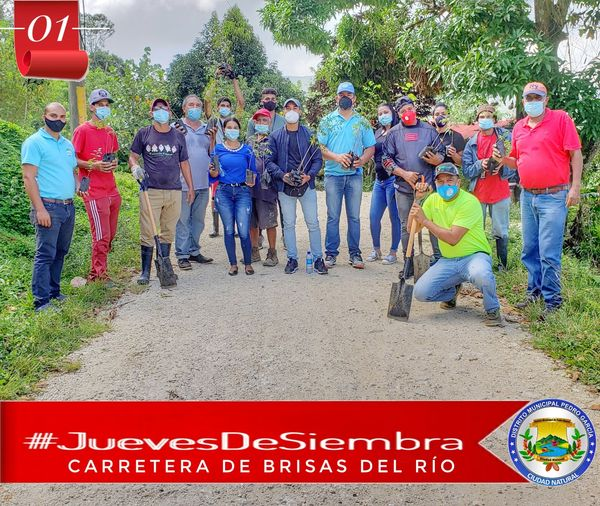 01
#JuevesDeSiembra
CARRETERA DE BRISAS DEL RÍO
DISTRITO MUNICIPAL PEDRO GARCÍA
CIUDAD NATURAL